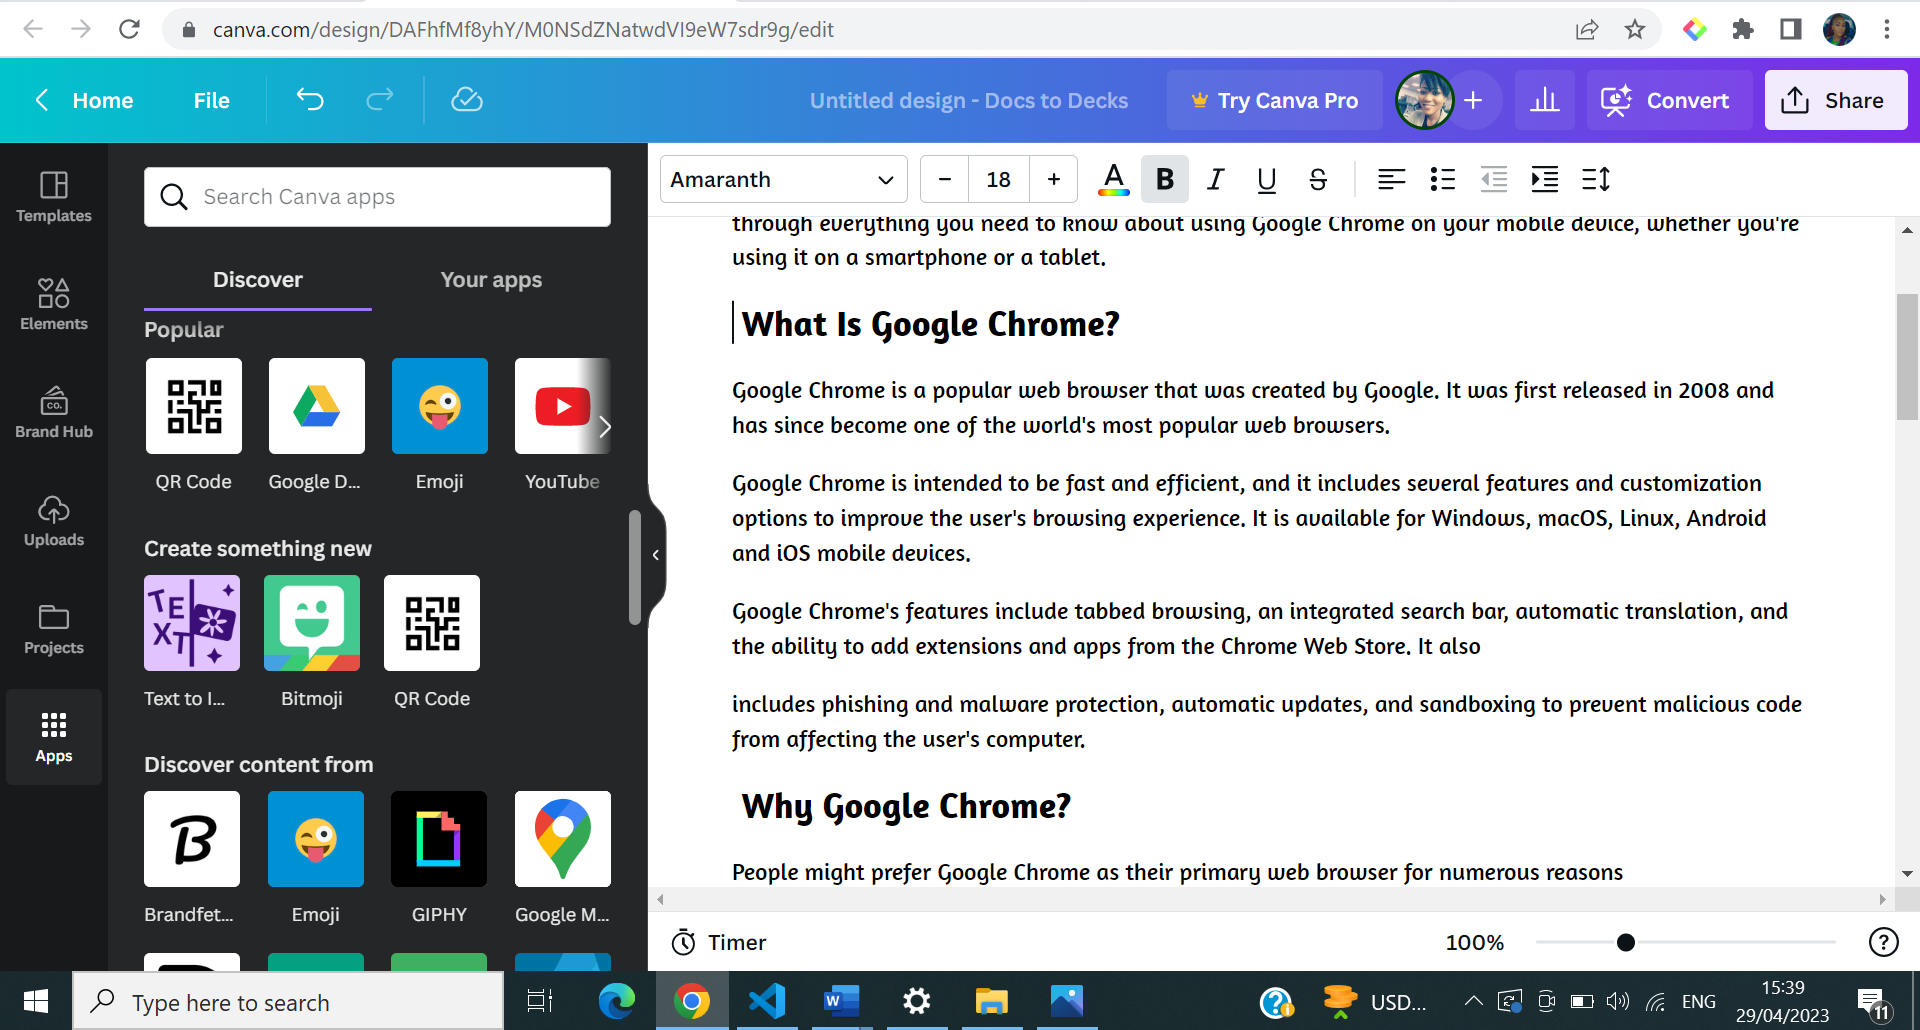 canva.com/design/DAFhfMf8yhY/M0NSdZNatwdVI9eW7sdr9g/edit
Home
File
Untitled design - Docs to Decks
Try Canva Pro
Convert
Share
Templates
Elements
CO.
Brand Hub
Uploads
Projects
Apps
Search Canva apps
Discover
Your apps
Popular
QR Code
Google D...
Emoji
YouTube
Create something new
TEXT
Text to I...
Bitmoji
QR Code
Discover content from
B
Brandfet...
Emoji
GIPHY
Google M...
Amaranth
− 18 +
A B I U S
through everything you need to know about using Google Chrome on your mobile device, whether you're
using it on a smartphone or a tablet.
What Is Google Chrome?
Google Chrome is a popular web browser that was created by Google. It was first released in 2008 and
has since become one of the world's most popular web browsers.
Google Chrome is intended to be fast and efficient, and it includes several features and customization
options to improve the user's browsing experience. It is available for Windows, macOS, Linux, Android
and iOS mobile devices.
Google Chrome's features include tabbed browsing, an integrated search bar, automatic translation, and
the ability to add extensions and apps from the Chrome Web Store. It also
includes phishing and malware protection, automatic updates, and sandboxing to prevent malicious code
from affecting the user's computer.
Why Google Chrome?
People might prefer Google Chrome as their primary web browser for numerous reasons
Timer
100%
?
Type here to search
W
USD...
ENG
15:39
29/04/2023
11